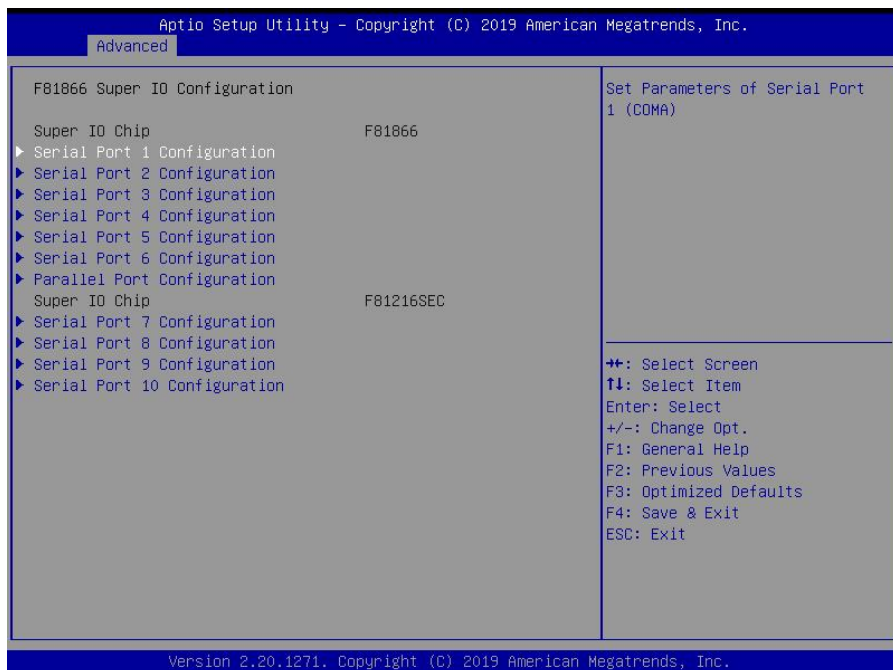 Aptio Setup Utility – Copyright (C) 2019 American Megatrends, Inc.
Advanced
F81866 Super IO Configuration
Super IO Chip F81866
Serial Port 1 Configuration
Serial Port 2 Configuration
Serial Port 3 Configuration
Serial Port 4 Configuration
Serial Port 5 Configuration
Serial Port 6 Configuration
Parallel Port Configuration
Super IO Chip F81216SEC
Serial Port 7 Configuration
Serial Port 8 Configuration
Serial Port 9 Configuration
Serial Port 10 Configuration
Set Parameters of Serial Port
1 (COMA)
→←: Select Screen
↑↓: Select Item
Enter: Select
+/-: Change Opt.
F1: General Help
F2: Previous Values
F3: Optimized Defaults
F4: Save & Exit
ESC: Exit
Version 2.20.1271. Copyright (C) 2019 American Megatrends, Inc.